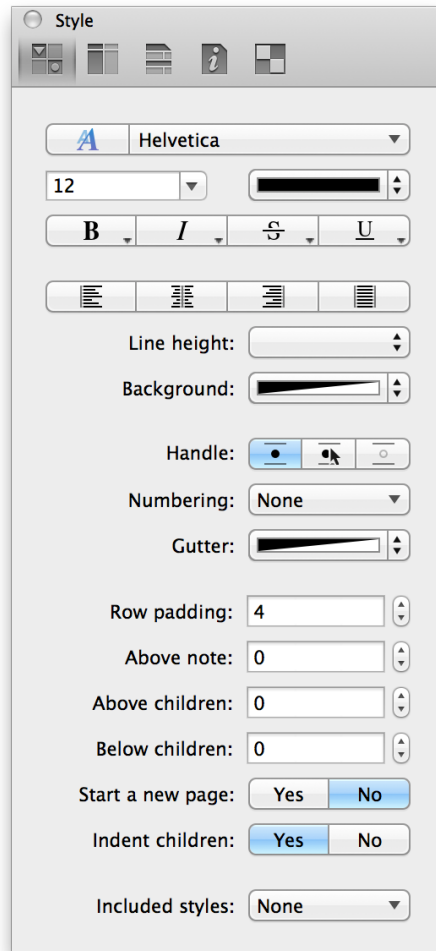 Style
Helvetica
12
B I S U
Line height:
Background:
Handle:
Numbering: None
Gutter:
Row padding: 4
Above note: 0
Above children: 0
Below children: 0
Start a new page: Yes No
Indent children: Yes No
Included styles: None